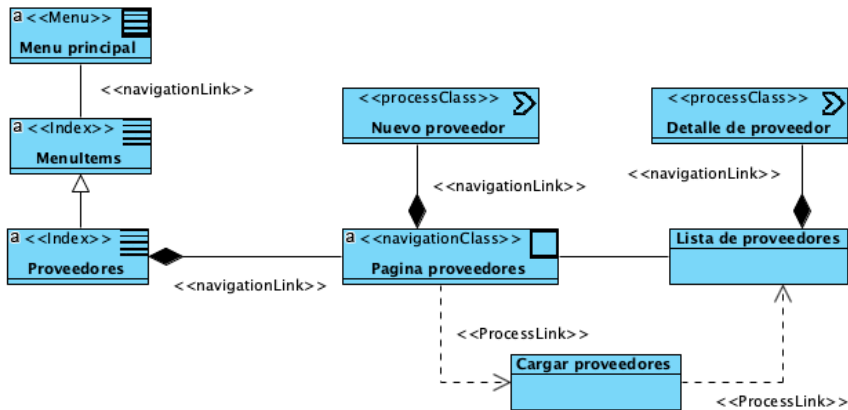 a <<Menu>>
Menu principal
<<navigationLink>>
a <<Index>>
MenuItems
a <<Index>>
Proveedores
<<navigationLink>>
<<processClass>>
Nuevo proveedor
<<navigationLink>>
a <<navigationClass>>
Pagina proveedores
<<processClass>>
Detalle de proveedor
<<navigationLink>>
Lista de proveedores
<<ProcessLink>>
Cargar proveedores
<<ProcessLink>>